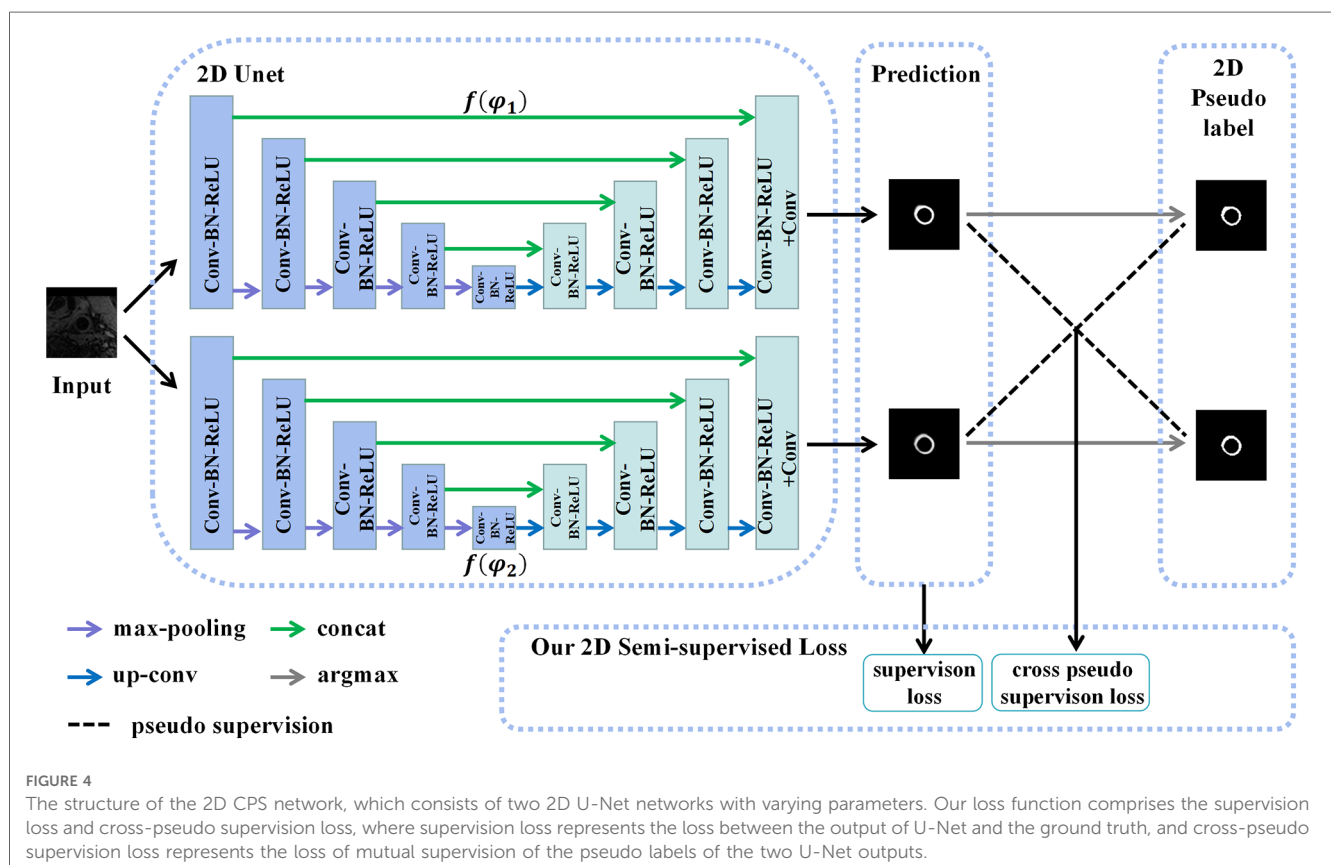 2D Unet
f(φ₁)
Conv-BN-ReLU
Conv-BN-ReLU
Conv-
BN-ReLU
Conv-
BN-ReLU
Conv-
BN-
ReLU
Conv-
BN-ReLU
Conv-
BN-ReLU
Conv-BN-ReLU
Conv-BN-ReLU
+Conv
Input
Conv-BN-ReLU
Conv-BN-ReLU
Conv-
BN-ReLU
Conv-
BN-ReLU
Conv-
BN-
ReLU
Conv-
BN-ReLU
Conv-
BN-ReLU
Conv-BN-ReLU
Conv-BN-ReLU
+Conv
f(φ₂)
Prediction
2D
Pseudo
label
max-pooling
concat
up-conv
argmax
pseudo supervision
Our 2D Semi-supervised Loss
supervison
loss
cross pseudo
supervison loss
FIGURE 4
The structure of the 2D CPS network, which consists of two 2D U-Net networks with varying parameters. Our loss function comprises the supervision
loss and cross-pseudo supervision loss, where supervision loss represents the loss between the output of U-Net and the ground truth, and cross-pseudo
supervision loss represents the loss of mutual supervision of the pseudo labels of the two U-Net outputs.